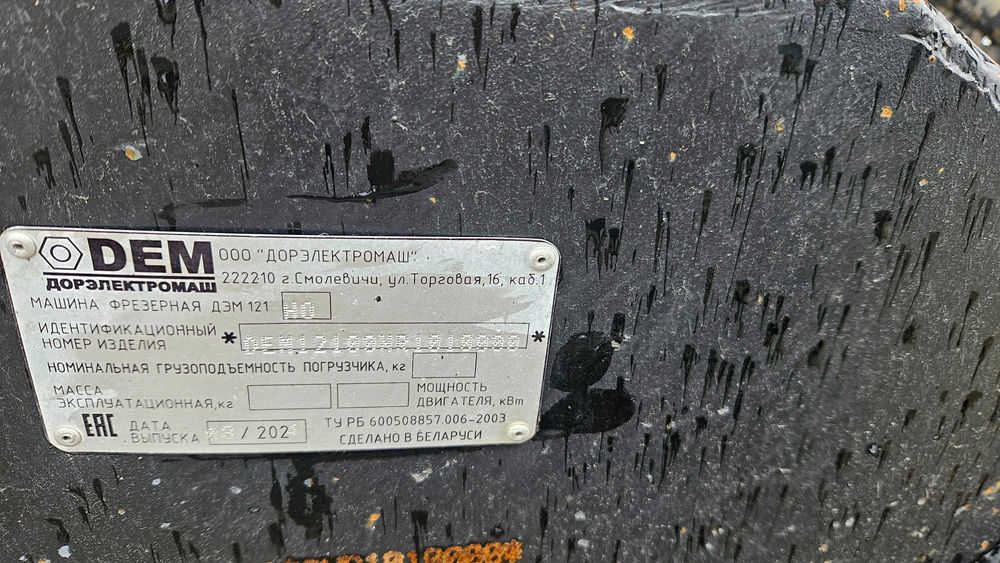 DEM
ДОРЭЛЕКТРОМАШ
ООО "ДОРЭЛЕКТРОМАШ".
222210 г.Смолевичи, ул.Торговая,16, каб.1
МАШИНА ФРЕЗЕРНАЯ ДЭМ 121 НО
ИДЕНТИФИКАЦИОННЫЙ
НОМЕР ИЗДЕЛИЯ
НОМИНАЛЬНАЯ ГРУЗОПОДЪЕМНОСТЬ ПОГРУЗЧИКА, кг
МАССА
ЭКСПЛУАТАЦИОННАЯ,кг
МОЩНОСТЬ
ДВИГАТЕЛЯ, кВт
EAC
ДАТА
ВЫПУСКА
ТУ РБ 600508857.006-2003
СДЕЛАНО В БЕЛАРУСИ